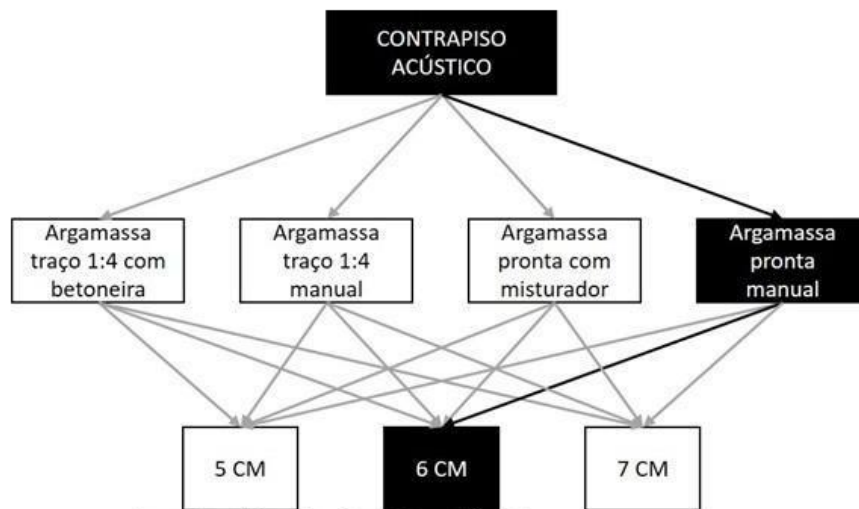 CONTRAPISO
ACÚSTICO
Argamassa
traço 1:4 com
betoneira
Argamassa
traço 1:4
manual
Argamassa
pronta com
misturador
Argamassa
pronta
manual
5 CM
6 CM
7 CM